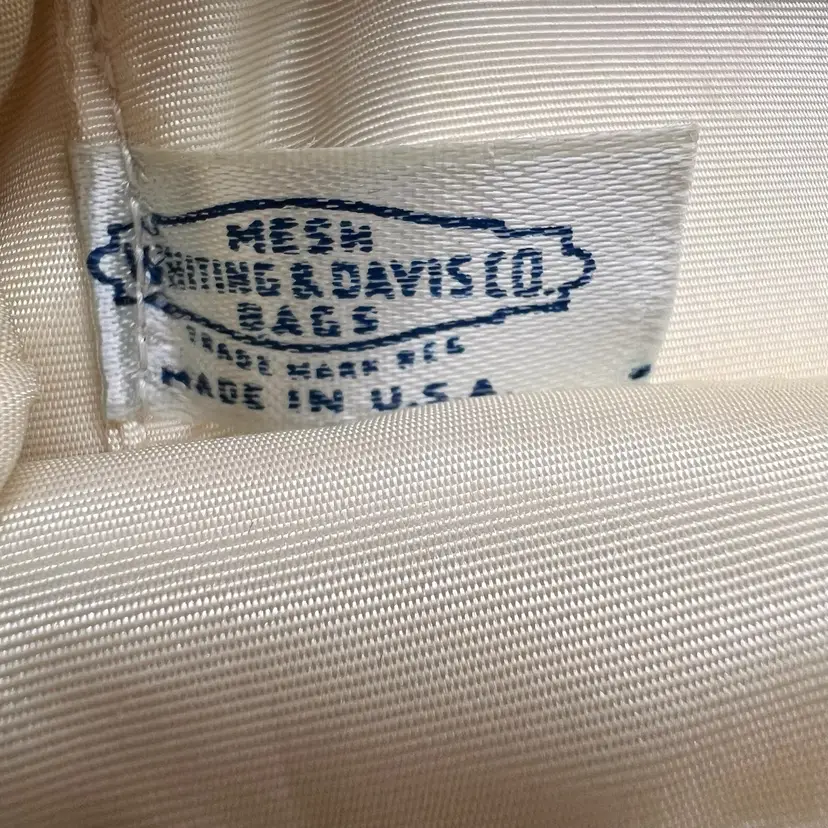 MESH
WHITING & DAVIS CO.
BAGS
TRADE MARK REG
MADE IN U.S.A.